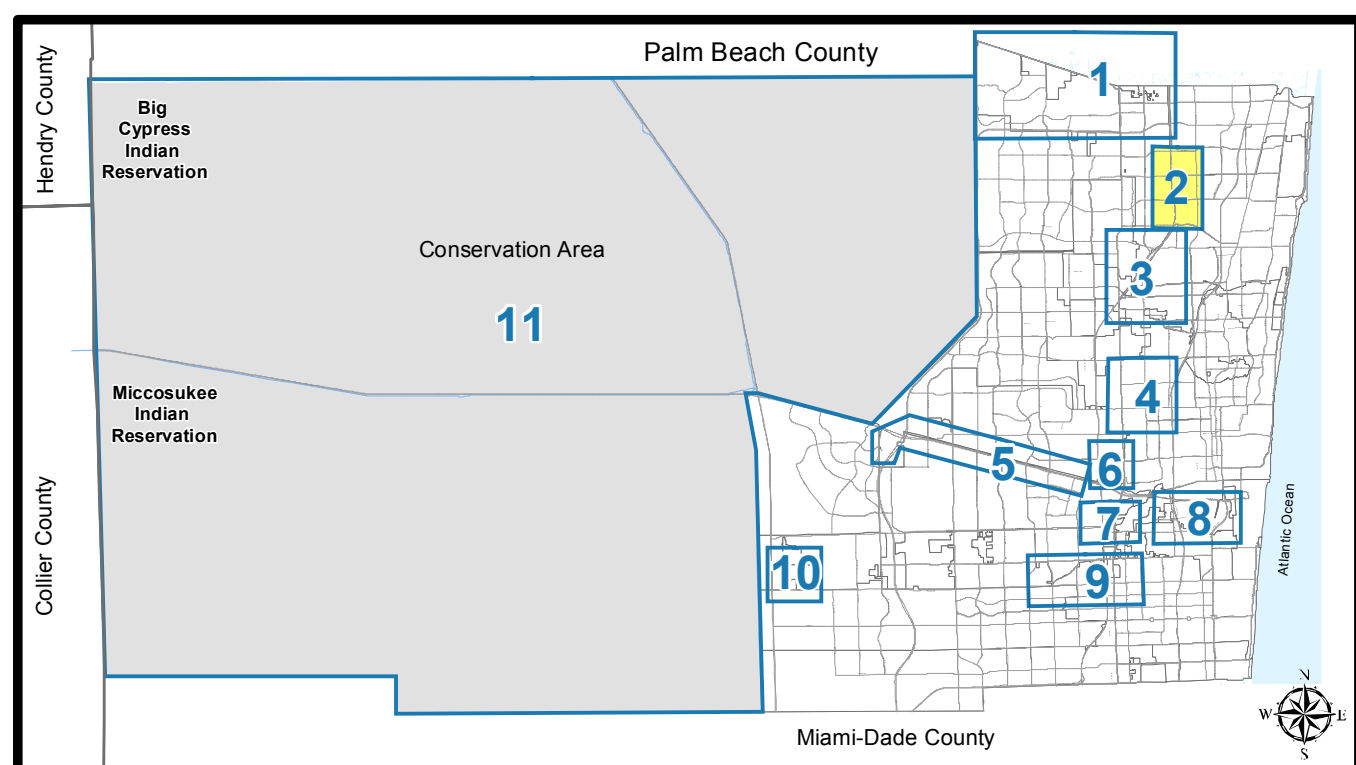 Palm Beach County
Hendry County
1
Big
Cypress
Indian
Reservation
2
Conservation Area
3
11
Miccosukee
Indian
Reservation
4
5
6
7
8
Atlantic Ocean
Collier County
10
9
N
W
E
S
Miami-Dade County